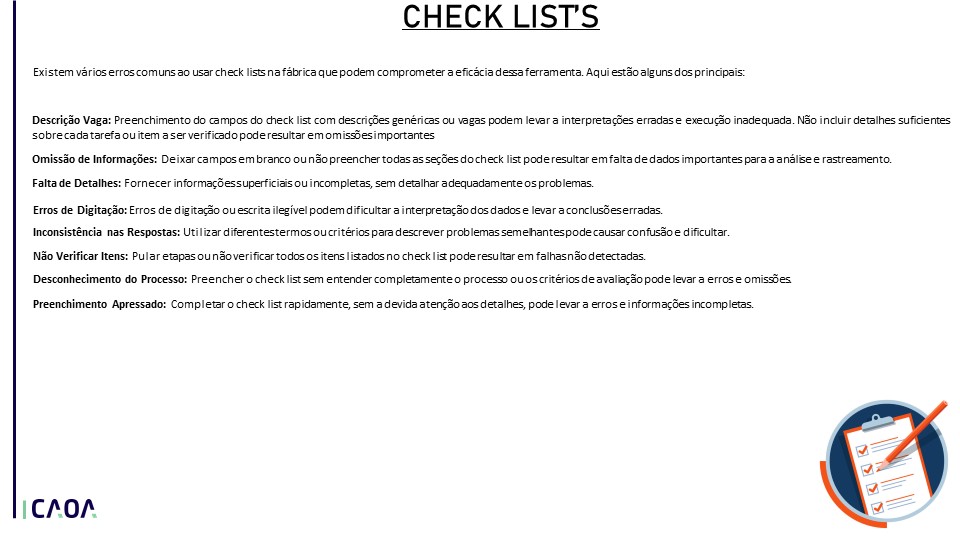 CHECK LIST'S
Existem vários erros comuns ao usar check lists na fábrica que podem comprometer a eficácia dessa ferramenta. Aqui estão alguns dos principais:
Descrição Vaga: Preenchimento do campos do check list com descrições genéricas ou vagas podem levar a interpretações erradas e execução inadequada. Não incluir detalhes suficientes
sobre cada tarefa ou item a ser verificado pode resultar em omissões importantes
Omissão de Informações: Deixar campos em branco ou não preencher todas as seções do check list pode resultar em falta de dados importantes para a análise e rastreamento.
Falta de Detalhes: Fornecer informações superficiais ou incompletas, sem detalhar adequadamente os problemas.
Erros de Digitação: Erros de digitação ou escrita ilegível podem dificultar a interpretação dos dados e levar a conclusões erradas.
Inconsistência nas Respostas: Utilizar diferentes termos ou critérios para descrever problemas semelhantes pode causar confusão e dificultar.
Não Verificar Itens: Pular etapas ou não verificar todos os itens listados no check list pode resultar em falhas não detectadas.
Desconhecimento do Processo: Preencher o check list sem entender completamente o processo ou os critérios de avaliação pode levar a erros e omissões.
Preenchimento Apressado: Completar o check list rapidamente, sem a devida atenção aos detalhes, pode levar a erros e informações incompletas.
CAOA